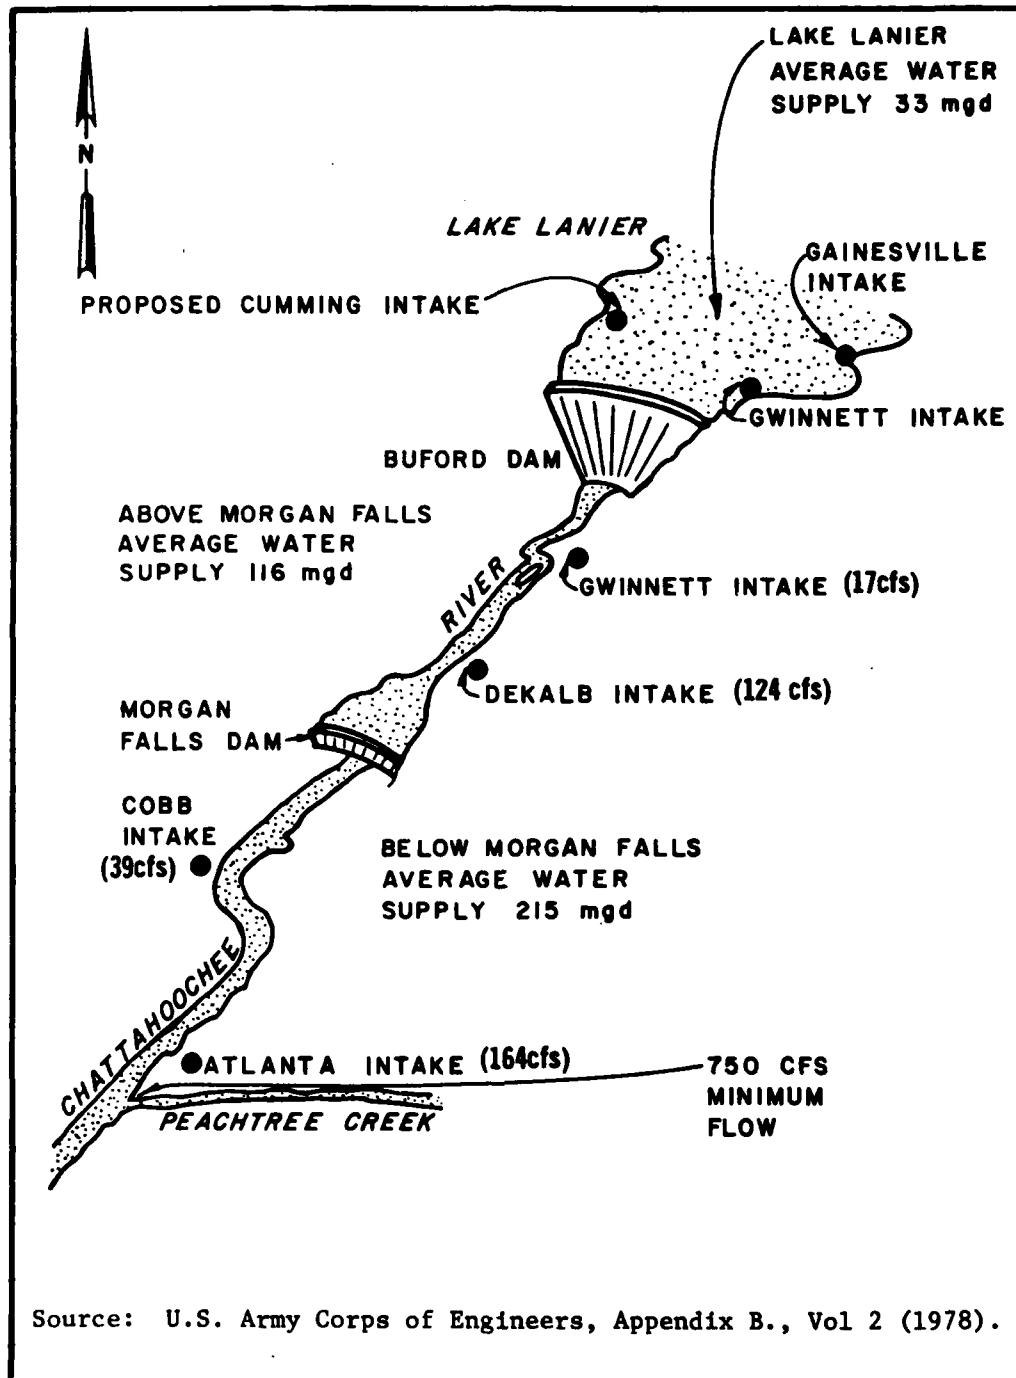 LAKE LANIER
AVERAGE WATER
SUPPLY 33 mgd
N
LAKE LANIER
GAINESVILLE
INTAKE
PROPOSED CUMMING INTAKE
GWINNETT INTAKE
BUFORD DAM
ABOVE MORGAN FALLS
AVERAGE WATER
SUPPLY 116 mgd
GWINNETT INTAKE (17cfs)
RIVER
DEKALB INTAKE (124 cfs)
MORGAN
FALLS DAM
COBB
INTAKE
(39cfs)
BELOW MORGAN FALLS
AVERAGE WATER
SUPPLY 215 mgd
CHATTAHOOCHEE
ATLANTA INTAKE (164cfs)
750 CFS
MINIMUM
FLOW
PEACHTREE CREEK
Source: U.S. Army Corps of Engineers, Appendix B., Vol 2 (1978).